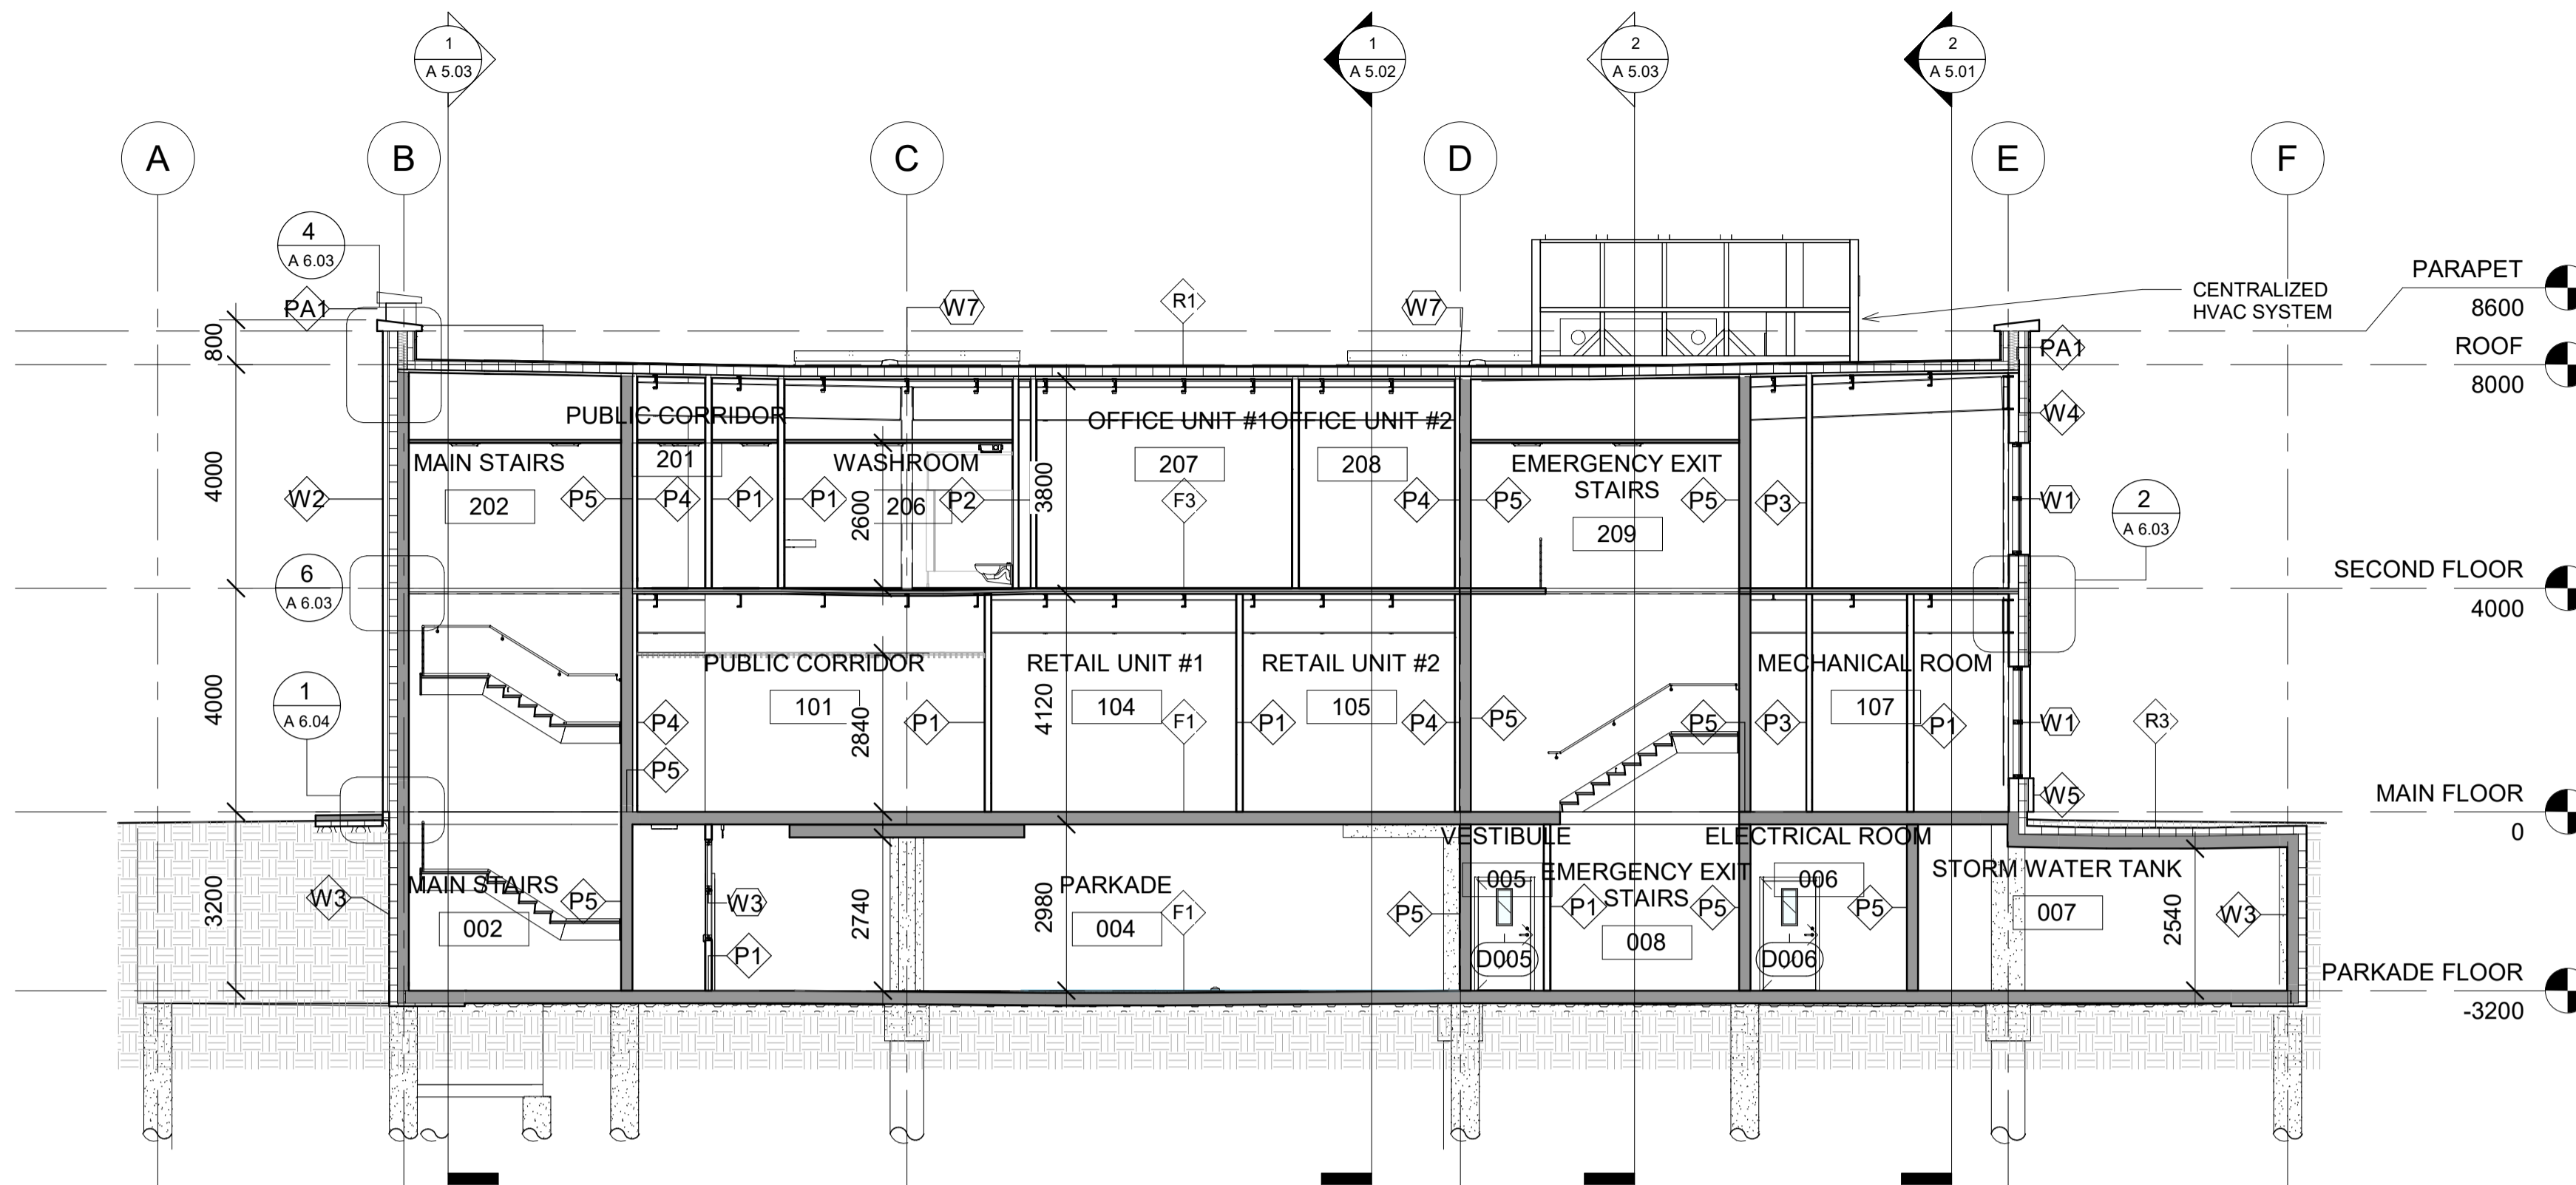 1
A 5.03
1
A 5.02
2
A 5.03
2
A 5.01
A
B
C
D
E
F
4
A 6.03
PA1
W7
R1
W7
CENTRALIZED
HVAC SYSTEM
PARAPET
8600
ROOF
8000
800
PA1
W4
PUBLIC CORRIDOR
201
OFFICE UNIT #1
207
OFFICE UNIT #2
208
MAIN STAIRS
202
WASHROOM
206
EMERGENCY EXIT
STAIRS
209
4000
W2
P5
P4
P1
P1
2600
P2
3800
F3
P4
P5
P5
P3
W1
2
A 6.03
6
A 6.03
SECOND FLOOR
4000
1
A 6.04
4000
PUBLIC CORRIDOR
101
RETAIL UNIT #1
104
RETAIL UNIT #2
105
MECHANICAL ROOM
107
P4
P5
2840
P1
4120
F1
P1
P4
P5
P5
P3
P1
W1
R3
W5
MAIN FLOOR
0
VESTIBULE
005
ELECTRICAL ROOM
006
EMERGENCY EXIT
STAIRS
008
STORM WATER TANK
007
MAIN STAIRS
002
PARKADE
004
3200
W3
P5
W3
P1
2740
2980
F1
P5
D005
P1
P5
D006
P5
2540
W3
PARKADE FLOOR
-3200